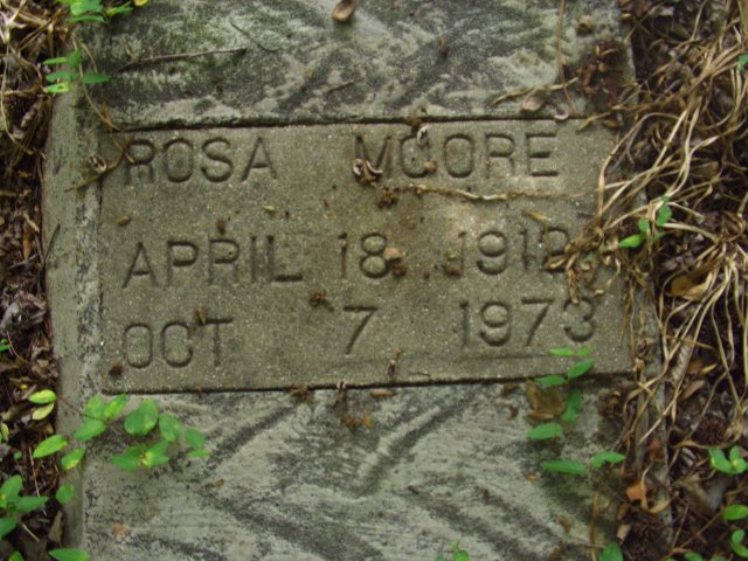 ROSA MOORE
APRIL 18 1912
OCT 7 1973